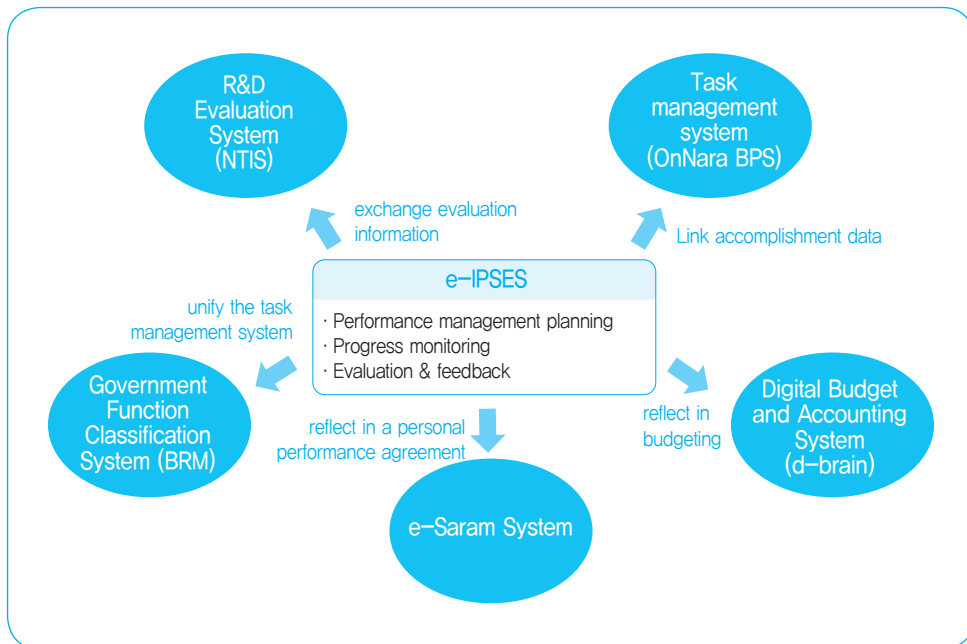 R&D
Evaluation
System
(NTIS)
Task
management
system
(OnNara BPS)
exchange evaluation
information
Link accomplishment data
e-IPSES
· Performance management planning
· Progress monitoring
· Evaluation & feedback
unify the task
management system
Government
Function
Classification
System (BRM)
reflect in a personal
performance agreement
reflect in
budgeting
Digital Budget
and Accounting
System
(d-brain)
e-Saram System